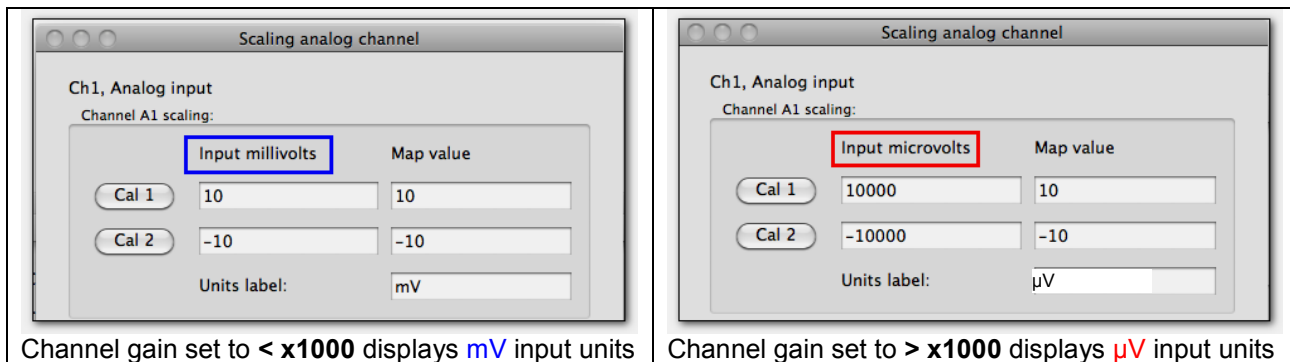 Scaling analog channel
Ch1, Analog input
Channel A1 scaling:
Input millivolts Map value
Cal 1 10 10
Cal 2 -10 -10
Units label: mV
Channel gain set to < x1000 displays mV input units
Scaling analog channel
Ch1, Analog input
Channel A1 scaling:
Input microvolts Map value
Cal 1 10000 10
Cal 2 -10000 -10
Units label: µV
Channel gain set to > x1000 displays µV input units